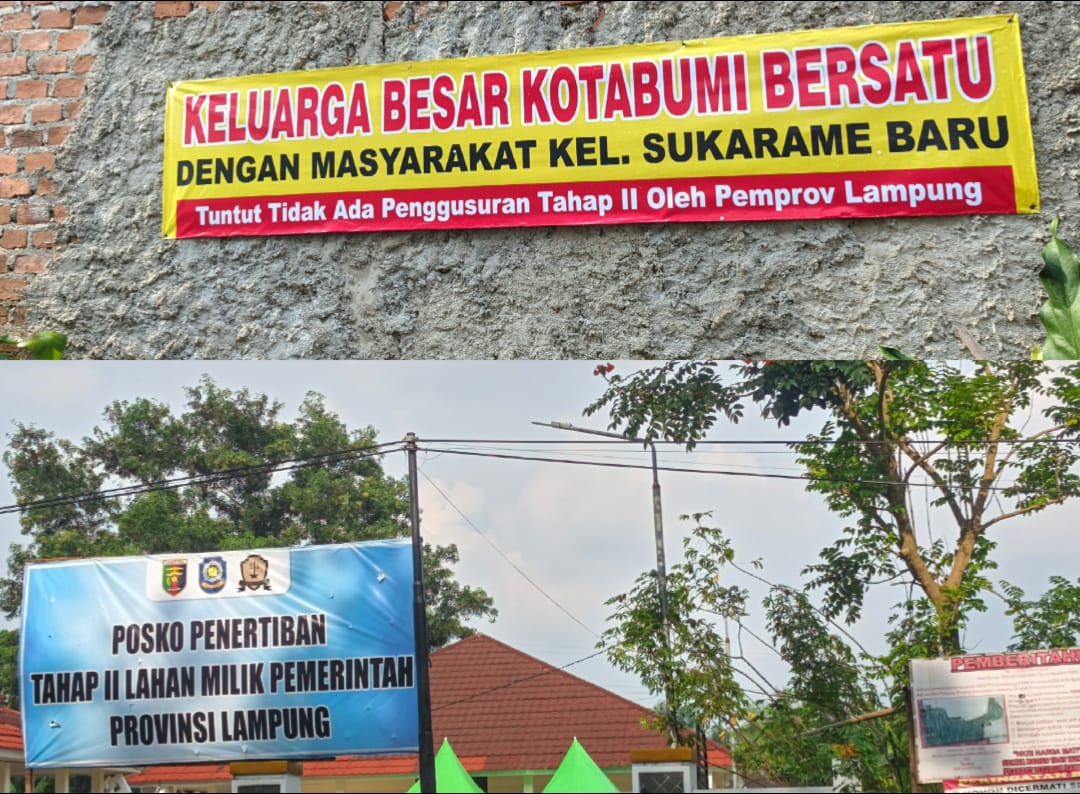 KELUARGA BESAR KOTABUMI BERSATU
DENGAN MASYARAKAT KEL. SUKARAME BARU
Tuntut Tidak Ada Penggusuran Tahap II Oleh Pemprov Lampung
POSKO PENERTIBAN
TAHAP II LAHAN MILIK PEMERINTAH
PROVINSI LAMPUNG